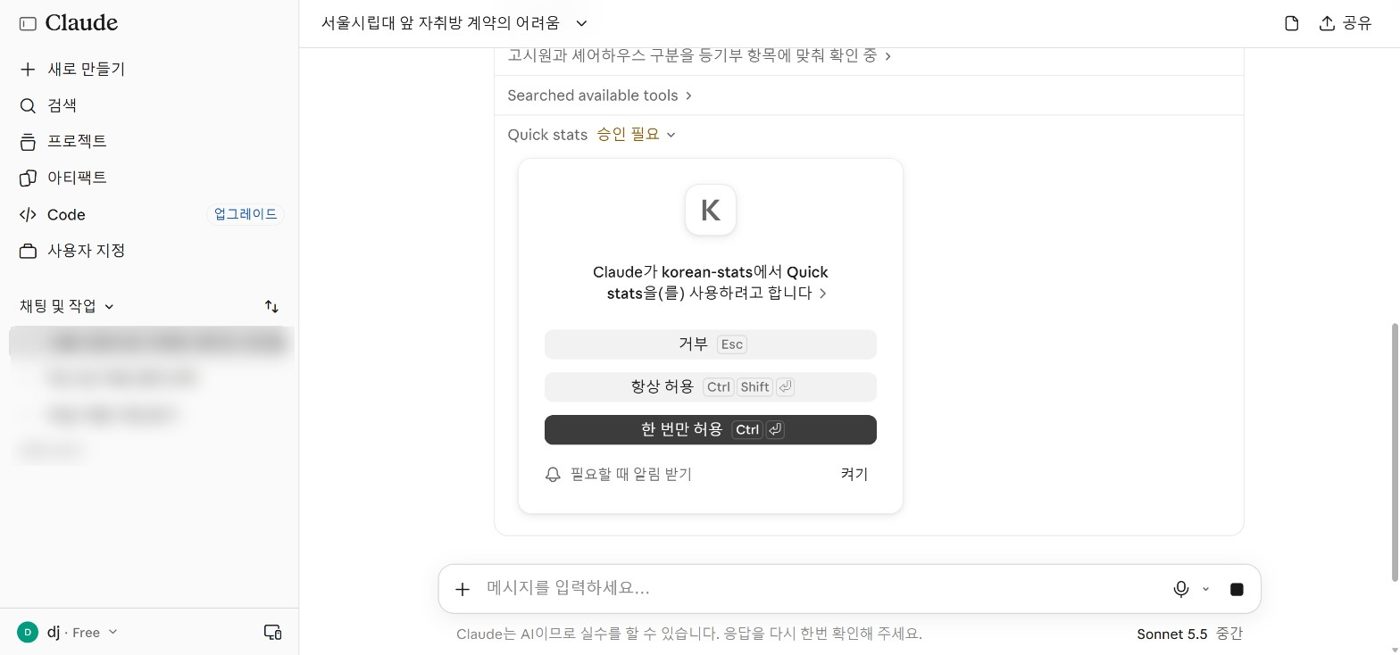 Claude
새로 만들기
검색
프로젝트
아티팩트
Code 업그레이드
사용자 지정
채팅 및 작업
dj · Free
서울시립대 앞 자취방 계약의 어려움
공유
고시원과 셰어하우스 구분을 등기부 항목에 맞춰 확인 중
Searched available tools
Quick stats 승인 필요
K
Claude가 korean-stats에서 Quick
stats을(를) 사용하려고 합니다
거부 Esc
항상 허용 Ctrl Shift ⏎
한 번만 허용 Ctrl ⏎
필요할 때 알림 받기 켜기
메시지를 입력하세요...
Claude는 AI이므로 실수를 할 수 있습니다. 응답을 다시 한번 확인해 주세요.
Sonnet 5.5 중간
D